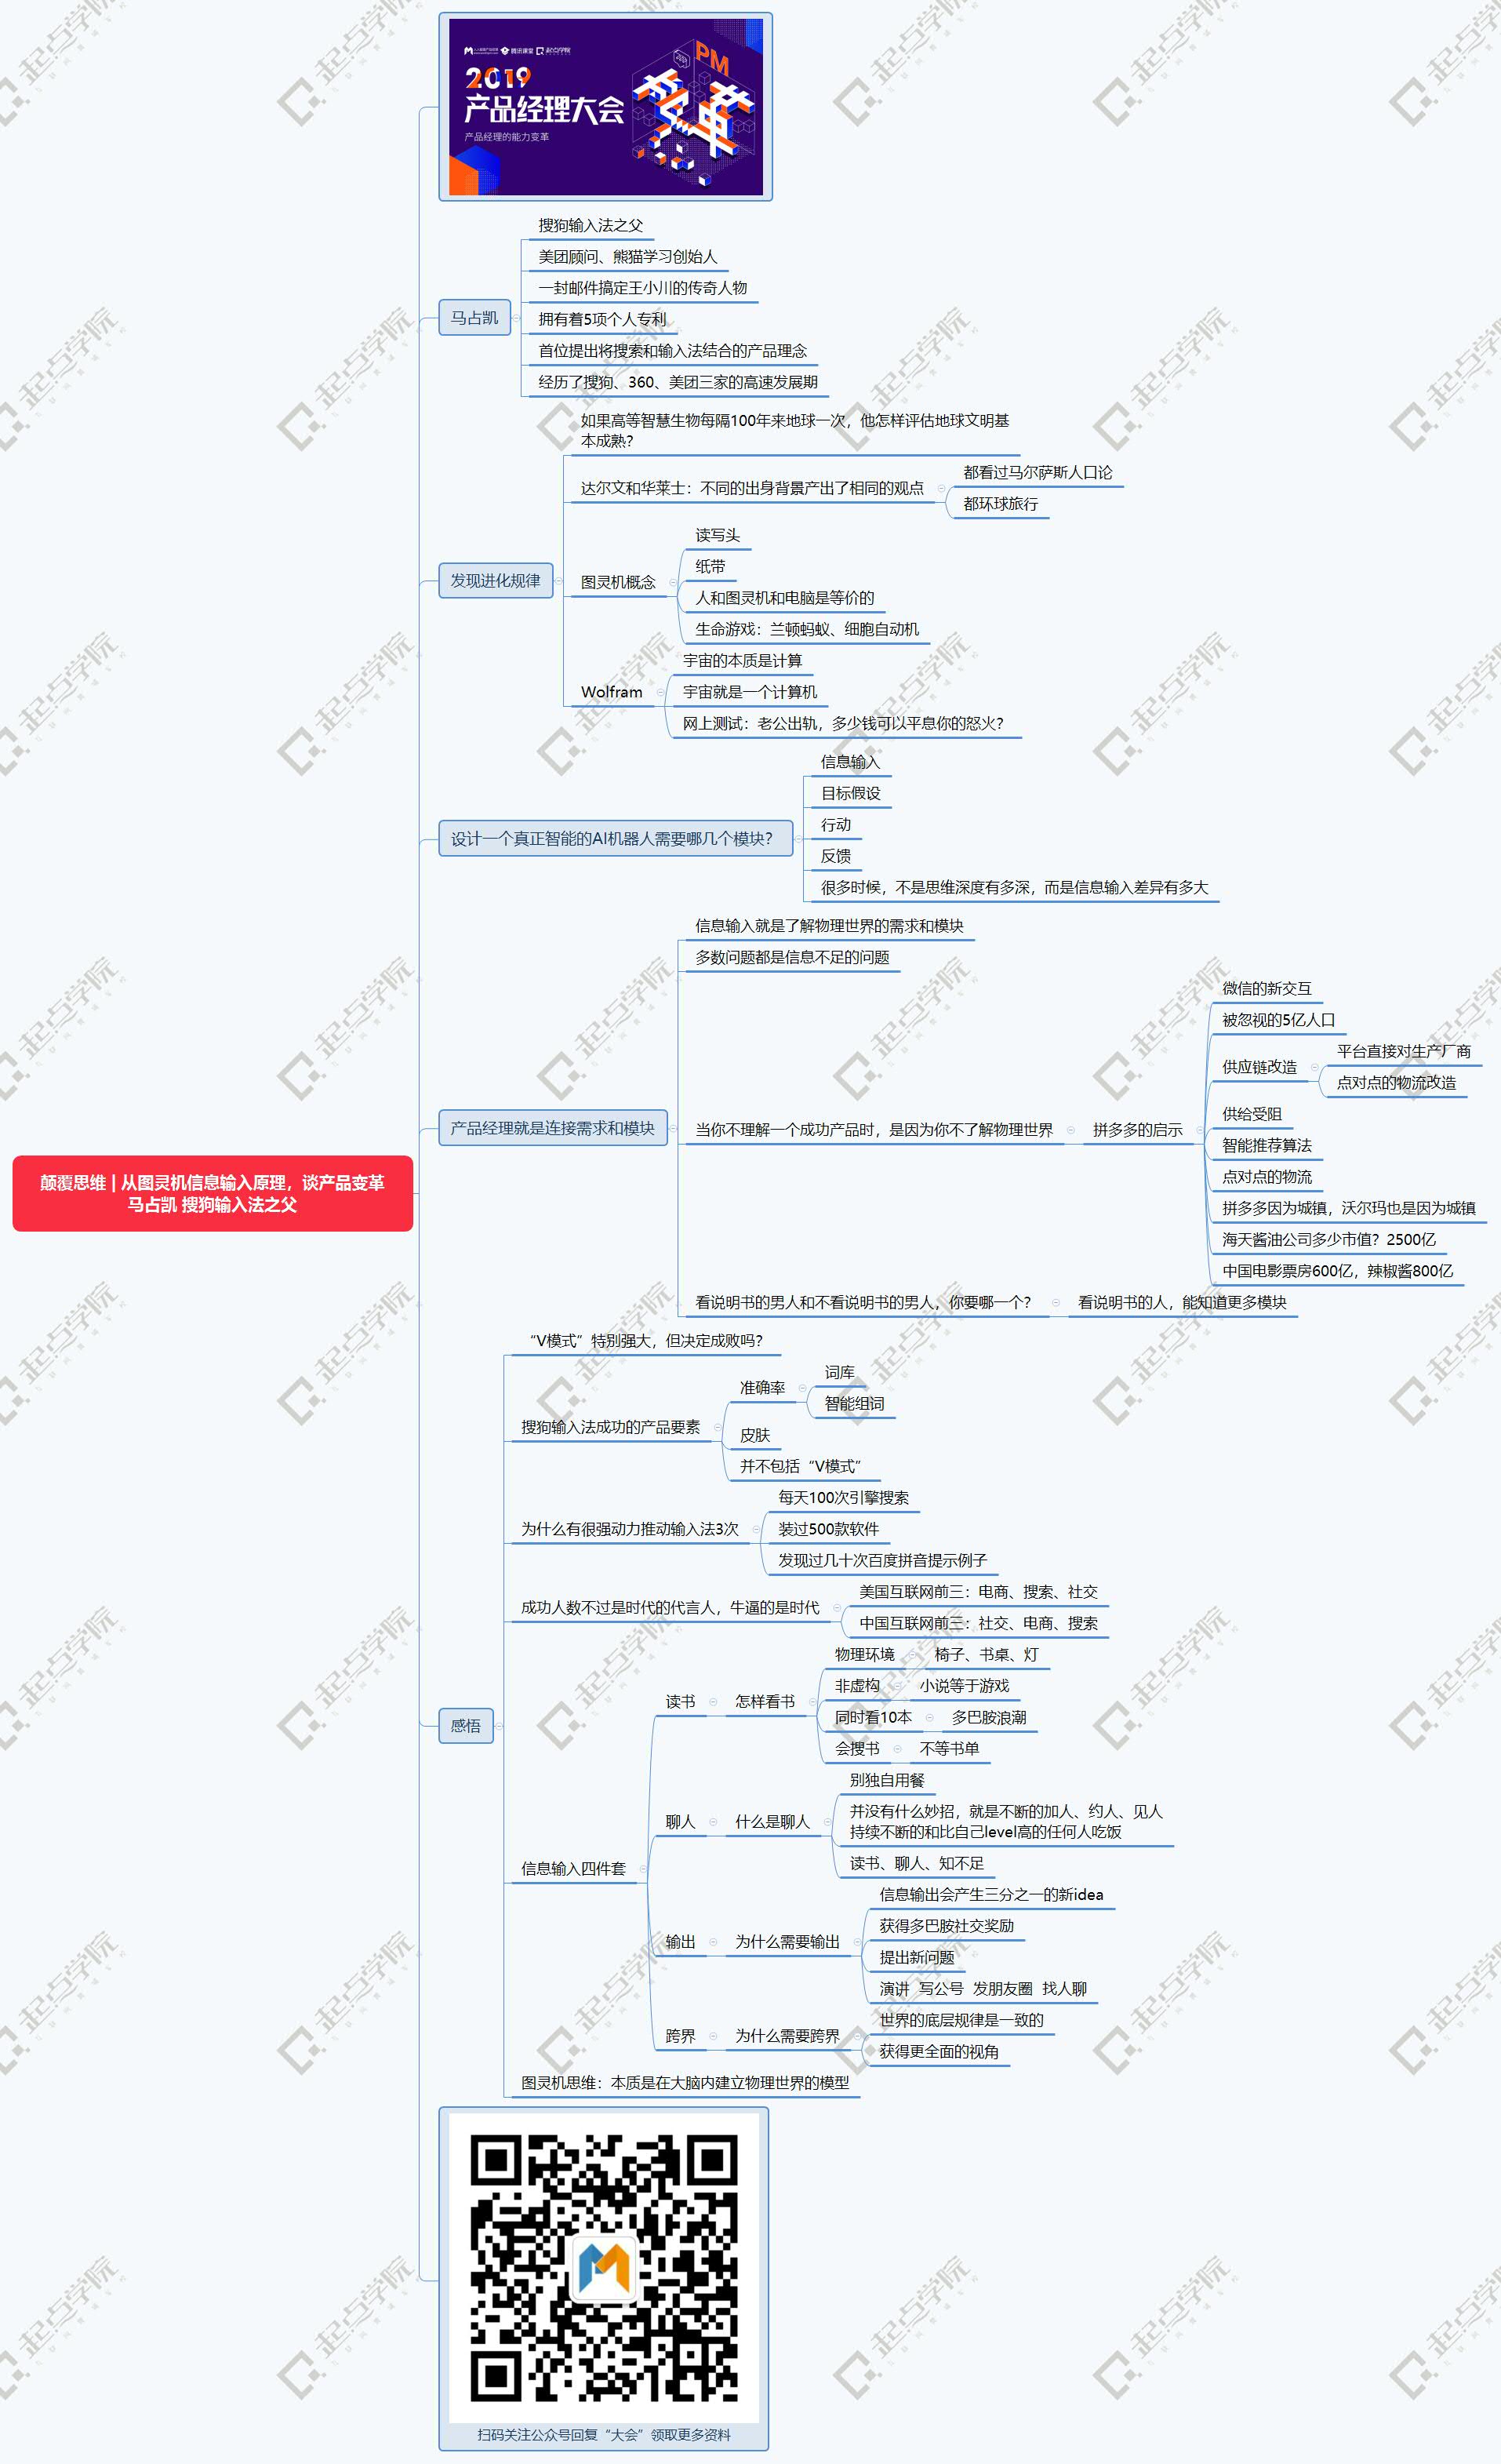 人人都是产品经理 腾讯课堂 起点学院
2019
产品经理大会
产品经理的能力变革
PM
变革
2019
马占凯
搜狗输入法之父
美团顾问、熊猫学习创始人
一封邮件搞定王小川的传奇人物
拥有着5项个人专利
首位提出将搜索和输入法结合的产品理念
经历了搜狗、360、美团三家的高速发展期
发现进化规律
如果高等智慧生物每隔100年来地球一次，他怎样评估地球文明基
本成熟？
达尔文和华莱士：不同的出身背景产出了相同的观点
都看过马尔萨斯人口论
都环球旅行
图灵机概念
读写头
纸带
人和图灵机和电脑是等价的
生命游戏：兰顿蚂蚁、细胞自动机
Wolfram
宇宙的本质是计算
宇宙就是一个计算机
网上测试：老公出轨，多少钱可以平息你的怒火？
设计一个真正智能的AI机器人需要哪几个模块？
信息输入
目标假设
行动
反馈
很多时候，不是思维深度有多深，而是信息输入差异有多大
颠覆思维 | 从图灵机信息输入原理，谈产品变革
马占凯 搜狗输入法之父
产品经理就是连接需求和模块
信息输入就是了解物理世界的需求和模块
多数问题都是信息不足的问题
当你不理解一个成功产品时，是因为你不了解物理世界
拼多多的启示
微信的新交互
被忽视的5亿人口
供应链改造
平台直接对生产厂商
点对点的物流改造
供给受阻
智能推荐算法
点对点的物流
拼多多因为城镇，沃尔玛也是因为城镇
海天酱油公司多少市值？2500亿
中国电影票房600亿，辣椒酱800亿
看说明书的男人和不看说明书的男人，你要哪一个？
看说明书的人，能知道更多模块
感悟
“V模式”特别强大，但决定成败吗？
搜狗输入法成功的产品要素
准确率
词库
智能组词
皮肤
并不包括“V模式”
为什么有很强动力推动输入法3次
每天100次引擎搜索
装过500款软件
发现过几十次百度拼音提示例子
成功人数不过是时代的代言人，牛逼的是时代
美国互联网前三：电商、搜索、社交
中国互联网前三：社交、电商、搜索
信息输入四件套
读书
怎样看书
物理环境
椅子、书桌、灯
非虚构
小说等于游戏
同时看10本
多巴胺浪潮
会搜书
不等书单
聊人
什么是聊人
别独自用餐
并没有什么妙招，就是不断的加人、约人、见人
持续不断的和比自己level高的任何人吃饭
读书、聊人、知不足
输出
为什么需要输出
信息输出会产生三分之一的新idea
获得多巴胺社交奖励
提出新问题
演讲 写公号 发朋友圈 找人聊
跨界
为什么需要跨界
世界的底层规律是一致的
获得更全面的视角
图灵机思维：本质是在大脑内建立物理世界的模型
扫码关注公众号回复“大会”领取更多资料
起点学院